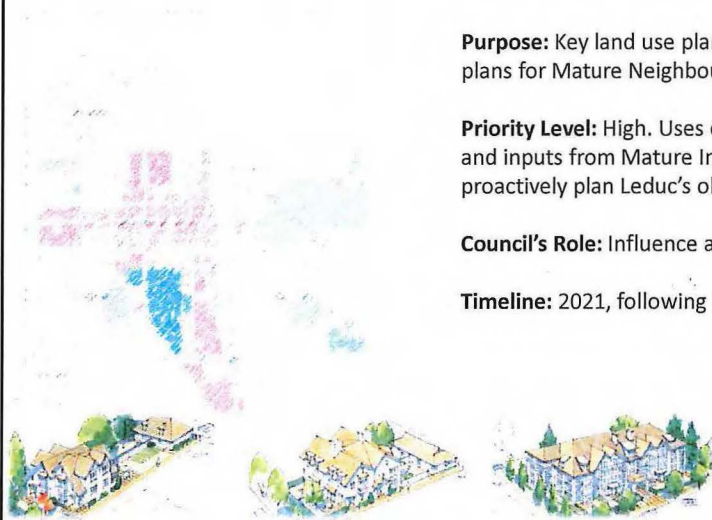 Purpose: Key land use pla
plans for Mature Neighbou
Priority Level: High. Uses
and inputs from Mature In
proactively plan Leduc's ol
Council's Role: Influence a
Timeline: 2021, following